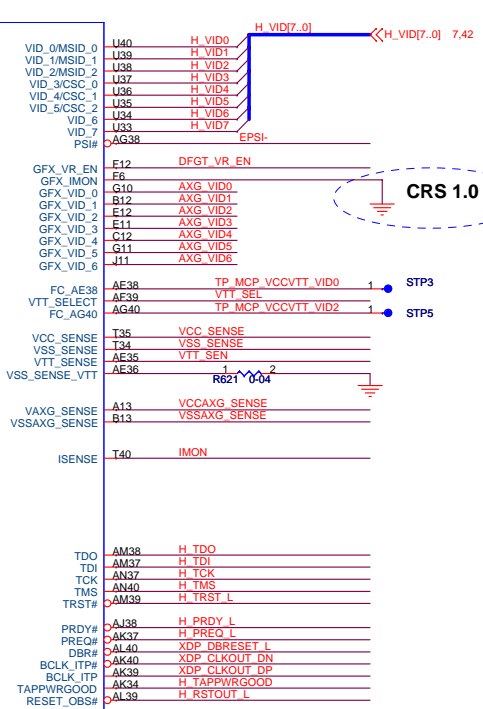 H_VID[7..0]
H_VID[7..0] 7,42
VID_0/MSID_0 U40 H_VID0
VID_1/MSID_1 U39 H_VID1
VID_2/MSID_2 U38 H_VID2
VID_3/CSC_0 U37 H_VID3
VID_4/CSC_1 U36 H_VID4
VID_5/CSC_2 U35 H_VID5
VID_6 U34 H_VID6
VID_7 U33 H_VID7
PSI# AG38 EPSI-
GFX_VR_EN F12 DFGT_VR_EN
GFX_IMON F6
CRS 1.0
GFX_VID_0 G10 AXG_VID0
GFX_VID_1 B12 AXG_VID1
GFX_VID_2 E12 AXG_VID2
GFX_VID_3 E11 AXG_VID3
GFX_VID_4 C12 AXG_VID4
GFX_VID_5 G11 AXG_VID5
GFX_VID_6 J11 AXG_VID6
FC_AE38 AE38 TP_MCP_VCCVTT_VID0 1 STP3
VTT_SELECT AF39 VTT_SEL
FC_AG40 AG40 TP_MCP_VCCVTT_VID2 1 STP5
VCC_SENSE T35 VCC_SENSE
VSS_SENSE T34 VSS_SENSE
VTT_SENSE AE35 VTT_SEN
VSS_SENSE_VTT AE36 1 2
R621 0-04
VAXG_SENSE A13 VCCAXG_SENSE
VSSAXG_SENSE B13 VSSAXG_SENSE
ISENSE T40 IMON
TDO AM38 H_TDO
TDI AM37 H_TDI
TCK AN37 H_TCK
TMS AN40 H_TMS
TRST# AM39 H_TRST_L
PRDY# AJ38 H_PRDY_L
PREQ# AK37 H_PREQ_L
DBR# AL40 XDP_DBRESET_L
BCLK_ITP# AK40 XDP_CLKOUT_DN
BCLK_ITP AK39 XDP_CLKOUT_DP
TAPPWRGOOD AK34 H_TAPPWRGOOD
RESET_OBS# AL39 H_RSTOUT_L